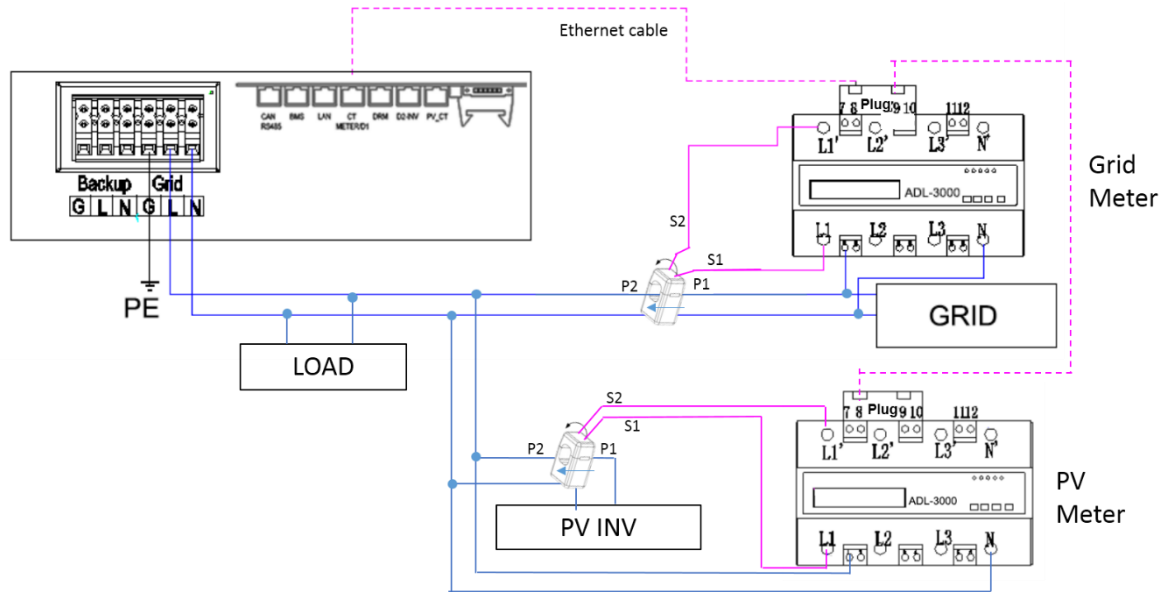 Ethernet cable
CAN
RS485
BMS
LAN
CT
METER/D1
DRM
D2-INV
PV_CT
Backup Grid
G L N G L N
PE
7 8 Plug 9 10 11 12
L1' L2' L3' N'
ADL-3000
L1 L2 L3 N
Grid
Meter
S2
S1
P2 P1
GRID
LOAD
S2
S1
P2 P1
PV INV
7 8 Plug 9 10 11 12
L1' L2' L3' N'
ADL-3000
L1 L2 L3 N
PV
Meter